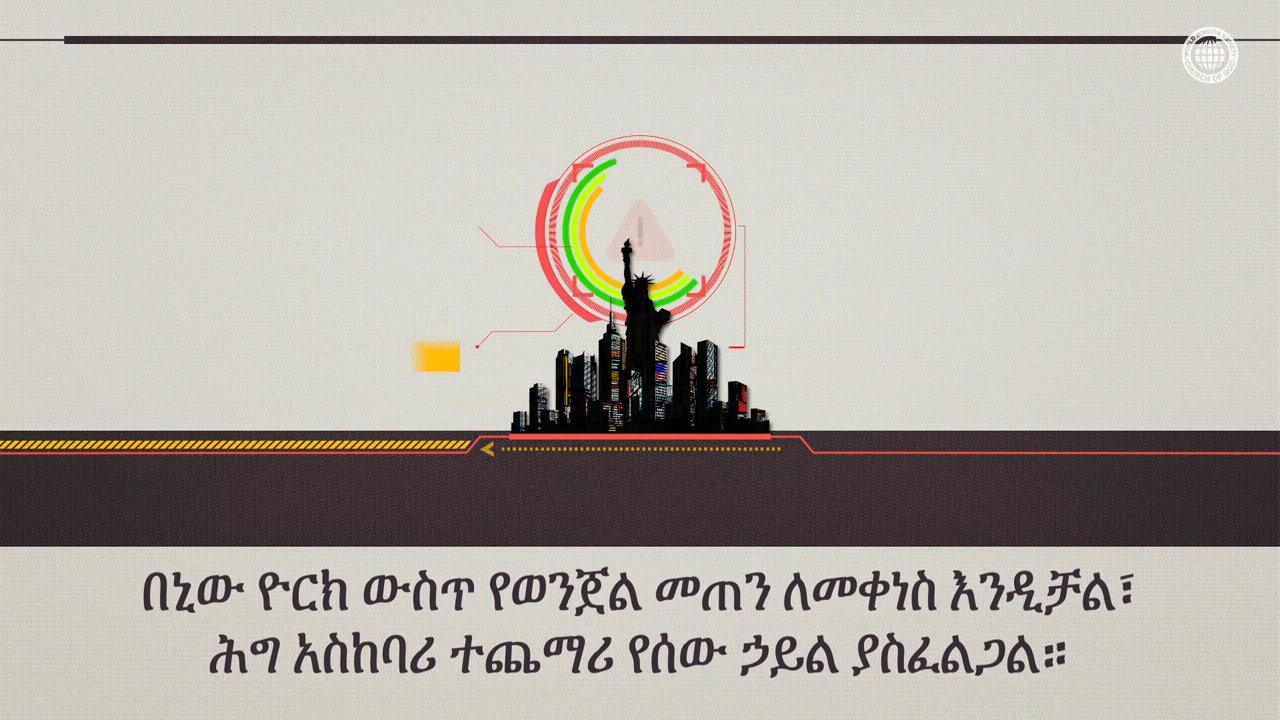 በኒው ዮርክ ውስጥ የወንጀል መጠን ለመቀነስ እንዲቻል፣
ሕግ አስከባሪ ተጨማሪ የሰው ኃይል ያስፈልጋል።